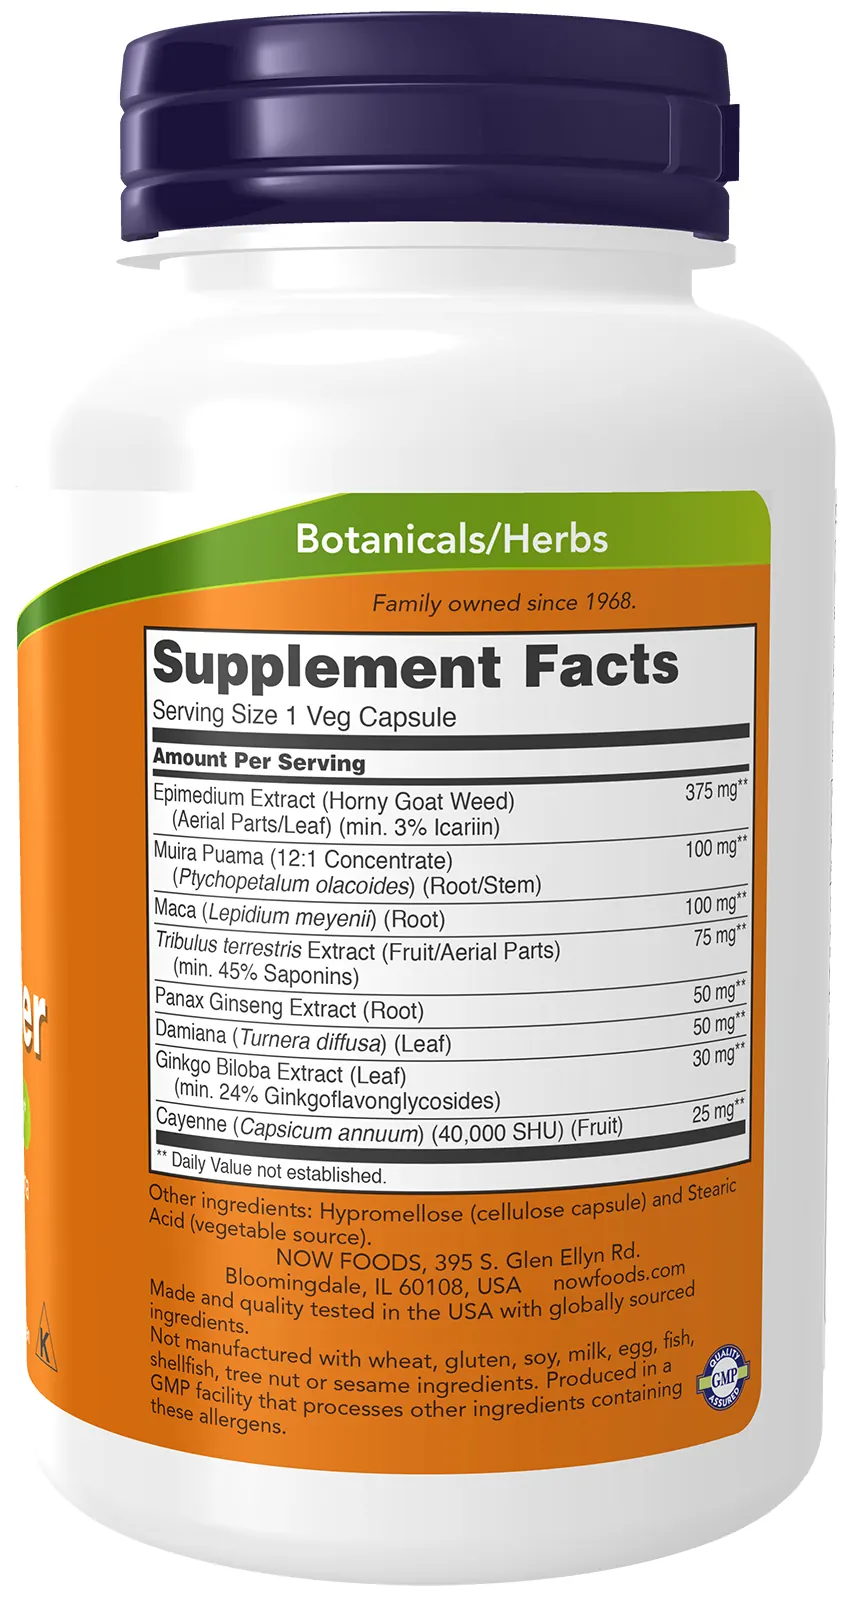 Botanicals/Herbs
Family owned since 1968.
Supplement Facts
Serving Size 1 Veg Capsule
Amount Per Serving
Epimedium Extract (Horny Goat Weed) 375 mg**
(Aerial Parts/Leaf) (min. 3% Icariin)
Muira Puama (12:1 Concentrate) 100 mg**
(Ptychopetalum olacoides) (Root/Stem)
Maca (Lepidium meyenii) (Root) 100 mg**
Tribulus terrestris Extract (Fruit/Aerial Parts) 75 mg**
(min. 45% Saponins)
Panax Ginseng Extract (Root) 50 mg**
Damiana (Turnera diffusa) (Leaf) 50 mg**
Ginkgo Biloba Extract (Leaf) 30 mg**
(min. 24% Ginkgoflavonglycosides)
Cayenne (Capsicum annuum) (40,000 SHU) (Fruit) 25 mg**
** Daily Value not established.
Other ingredients: Hypromellose (cellulose capsule) and Stearic
Acid (vegetable source).
NOW FOODS, 395 S. Glen Ellyn Rd.
Bloomingdale, IL 60108, USA nowfoods.com
Made and quality tested in the USA with globally sourced
ingredients.
Not manufactured with wheat, gluten, soy, milk, egg, fish,
shellfish, tree nut or sesame ingredients. Produced in a
GMP facility that processes other ingredients containing
these allergens.
QUALITY
GMP
ASSURED
er
K